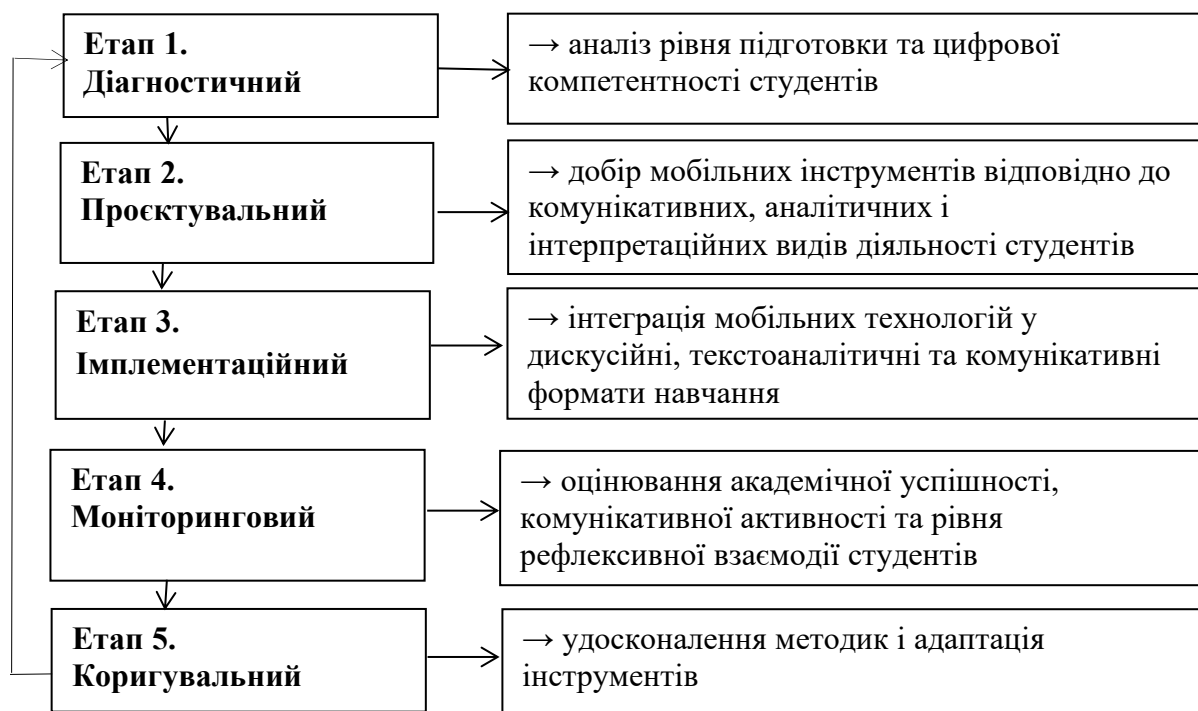 Етап 1.
Діагностичний
→ аналіз рівня підготовки та цифрової
компетентності студентів
Етап 2.
Проєктувальний
→ добір мобільних інструментів відповідно до
комунікативних, аналітичних і
інтерпретаційних видів діяльності студентів
Етап 3.
Імплементаційний
→ інтеграція мобільних технологій у
дискусійні, текстоаналітичні та комунікативні
формати навчання
Етап 4.
Моніторинговий
→ оцінювання академічної успішності,
комунікативної активності та рівня
рефлексивної взаємодії студентів
Етап 5.
Коригувальний
→ удосконалення методик і адаптація
інструментів